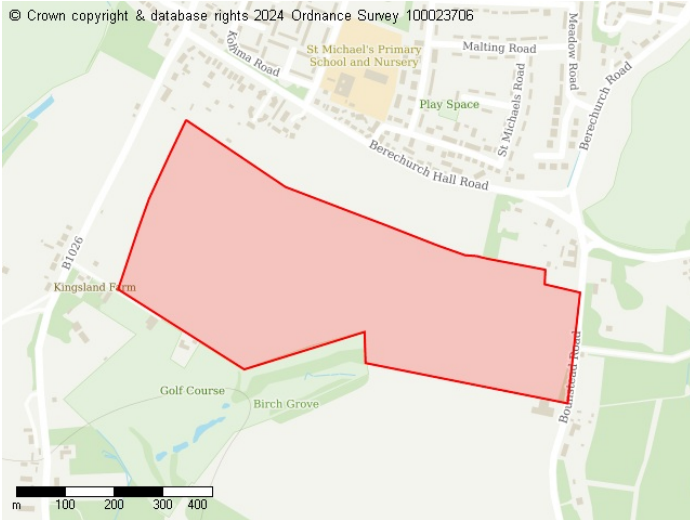 © Crown copyright & database rights 2024 Ordnance Survey 100023706
Kohima Road
St Michael's Primary
School and Nursery
Malting Road
Meadow Road
Play Space
St Michaels Road
Berechurch Road
Berechurch Hall Road
B1026
Kingsland Farm
Bounstead Road
Golf Course
Birch Grove
m 100 200 300 400